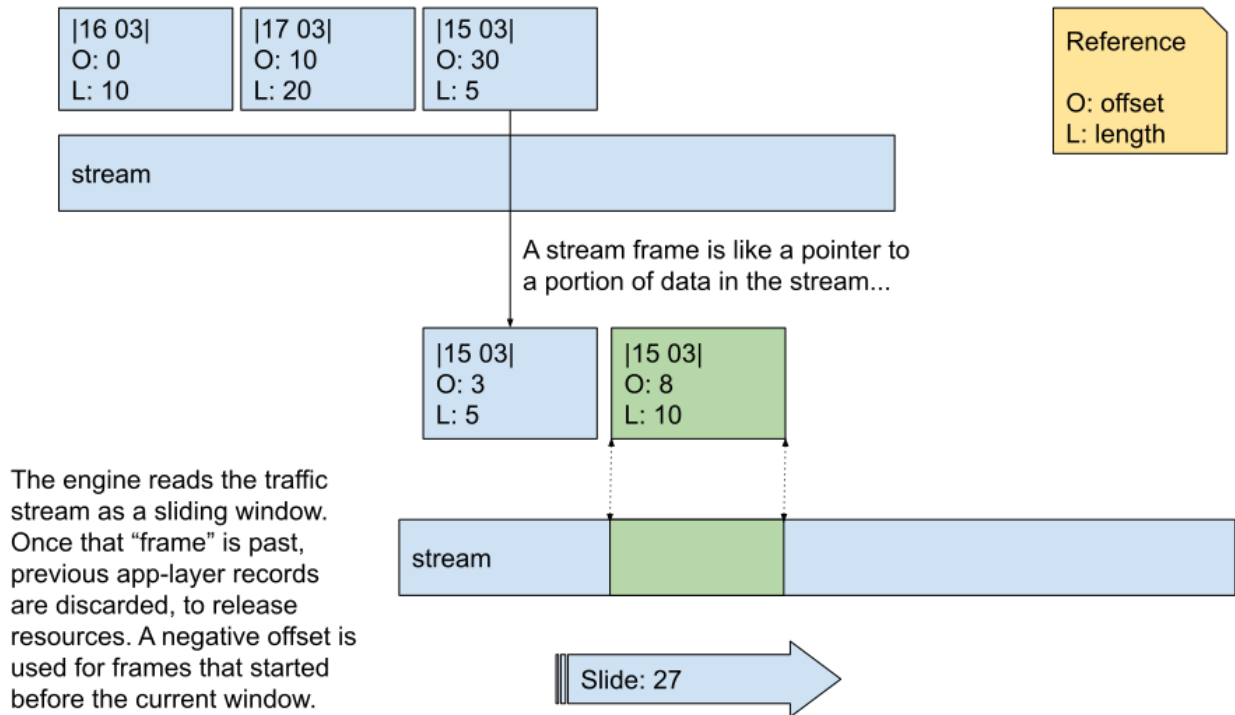 |16 03|
O: 0
L: 10
|17 03|
O: 10
L: 20
|15 03|
O: 30
L: 5
Reference
O: offset
L: length
stream
A stream frame is like a pointer to
a portion of data in the stream...
|15 03|
O: 3
L: 5
|15 03|
O: 8
L: 10
The engine reads the traffic
stream as a sliding window.
Once that “frame” is past,
previous app-layer records
are discarded, to release
resources. A negative offset is
used for frames that started
before the current window.
stream
Slide: 27